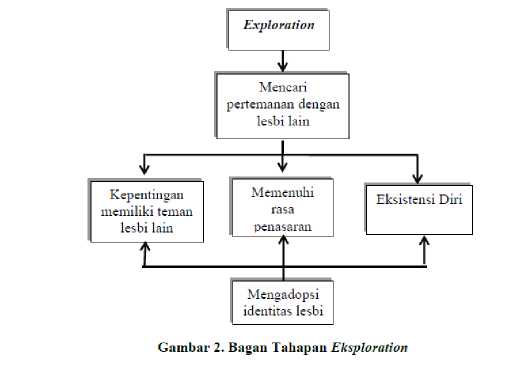 Exploration
Mencari
pertemanan dengan
lesbi lain
Kepentingan
memiliki teman
lesbi lain
Memenuhi
rasa
penasaran
Eksistensi Diri
Mengadopsi
identitas lesbi
Gambar 2. Bagan Tahapan Eksploration